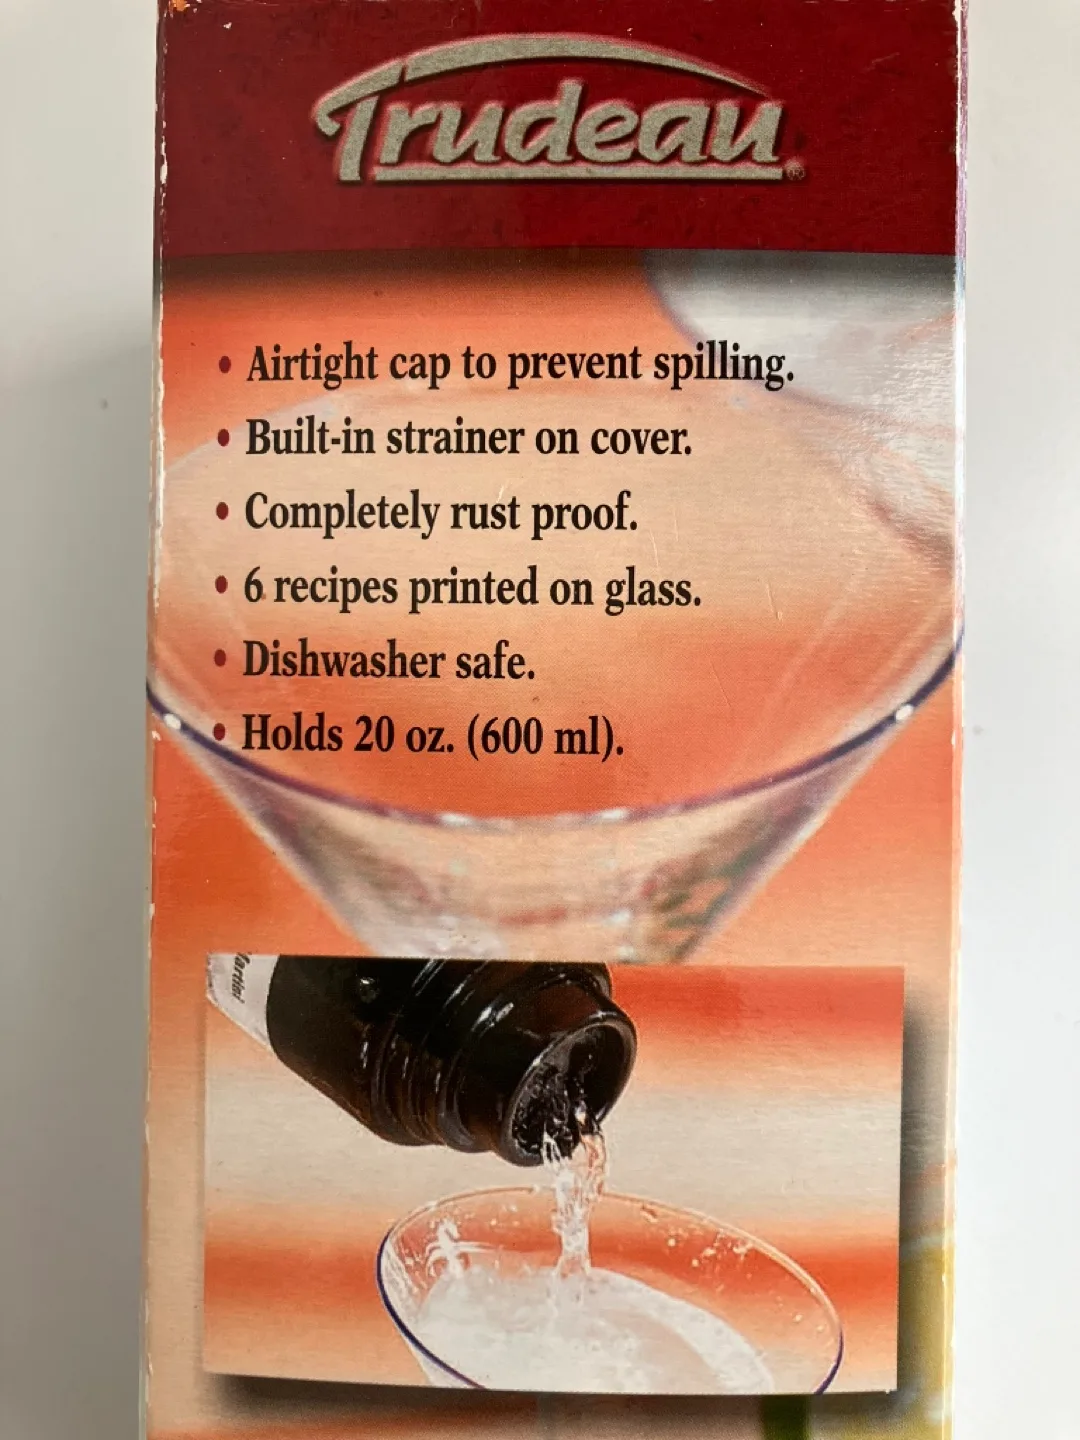 Trudeau®
• Airtight cap to prevent spilling.
• Built-in strainer on cover.
• Completely rust proof.
• 6 recipes printed on glass.
• Dishwasher safe.
• Holds 20 oz. (600 ml).